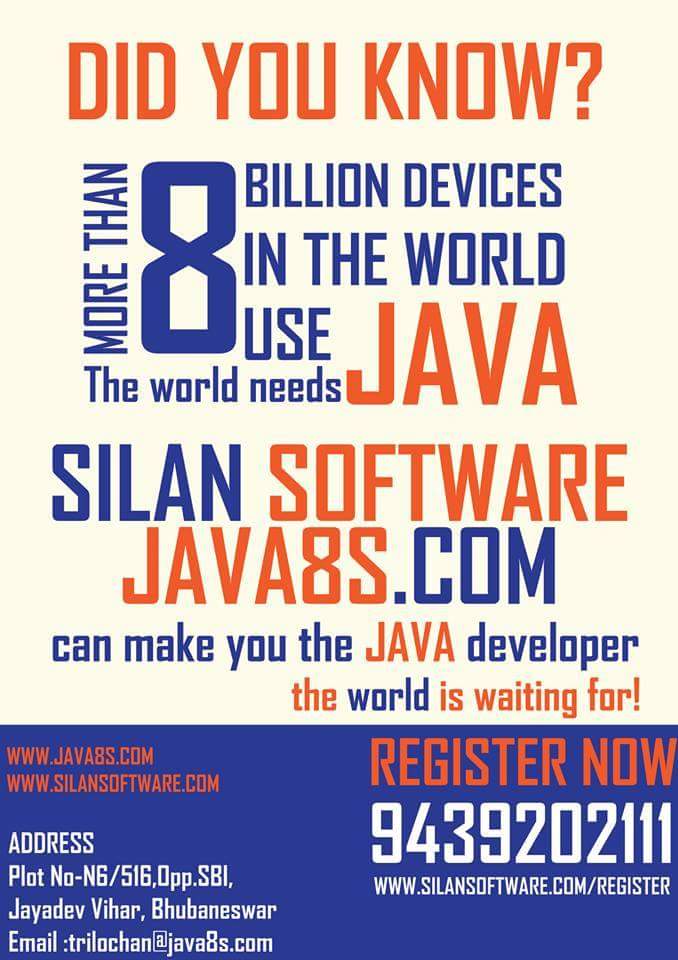 DID YOU KNOW?
MORE THAN
8
BILLION DEVICES
IN THE WORLD
USE
The world needs JAVA
SILAN SOFTWARE
JAVA8S.COM
can make you the JAVA developer
the world is waiting for!
WWW.JAVA8S.COM
WWW.SILANSOFTWARE.COM
ADDRESS
Plot No-N6/516,Opp.SBI,
Jayadev Vihar, Bhubaneswar
Email :trilochan@java8s.com
REGISTER NOW
9439202111
WWW.SILANSOFTWARE.COM/REGISTER